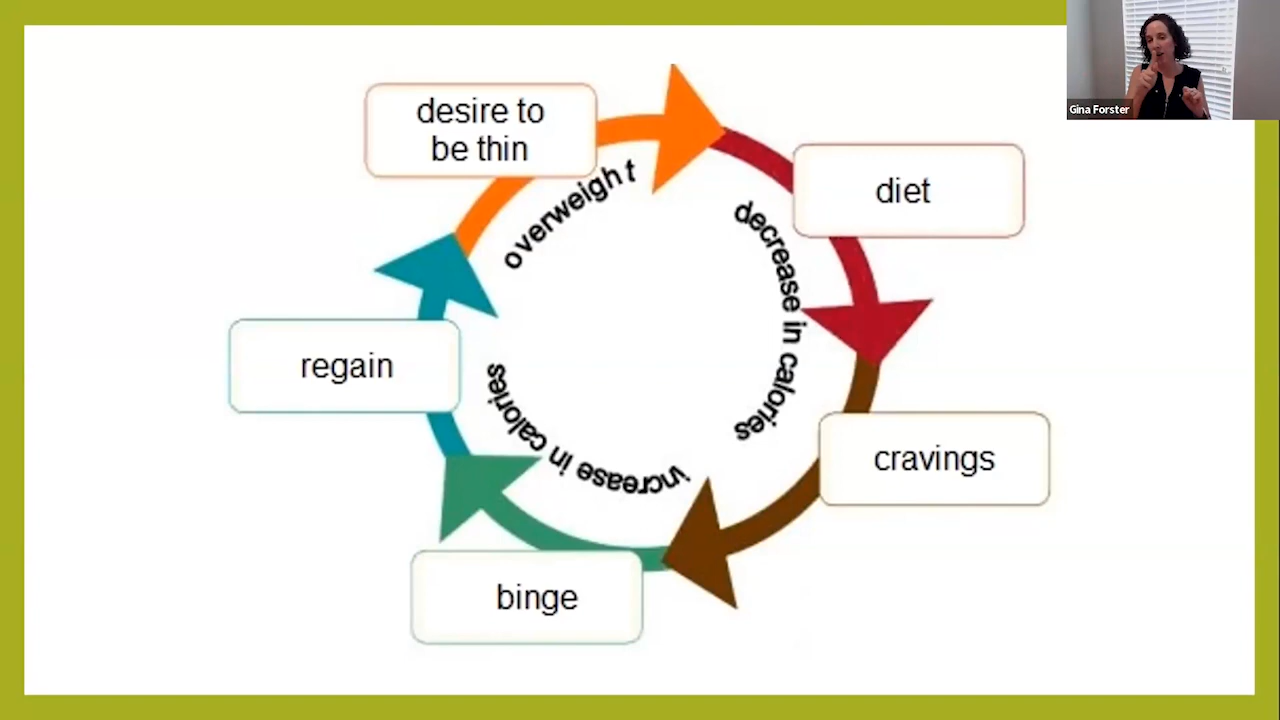 desire to
be thin
overweight
diet
decrease in calories
cravings
increase in calories
binge
regain
Gina Forster